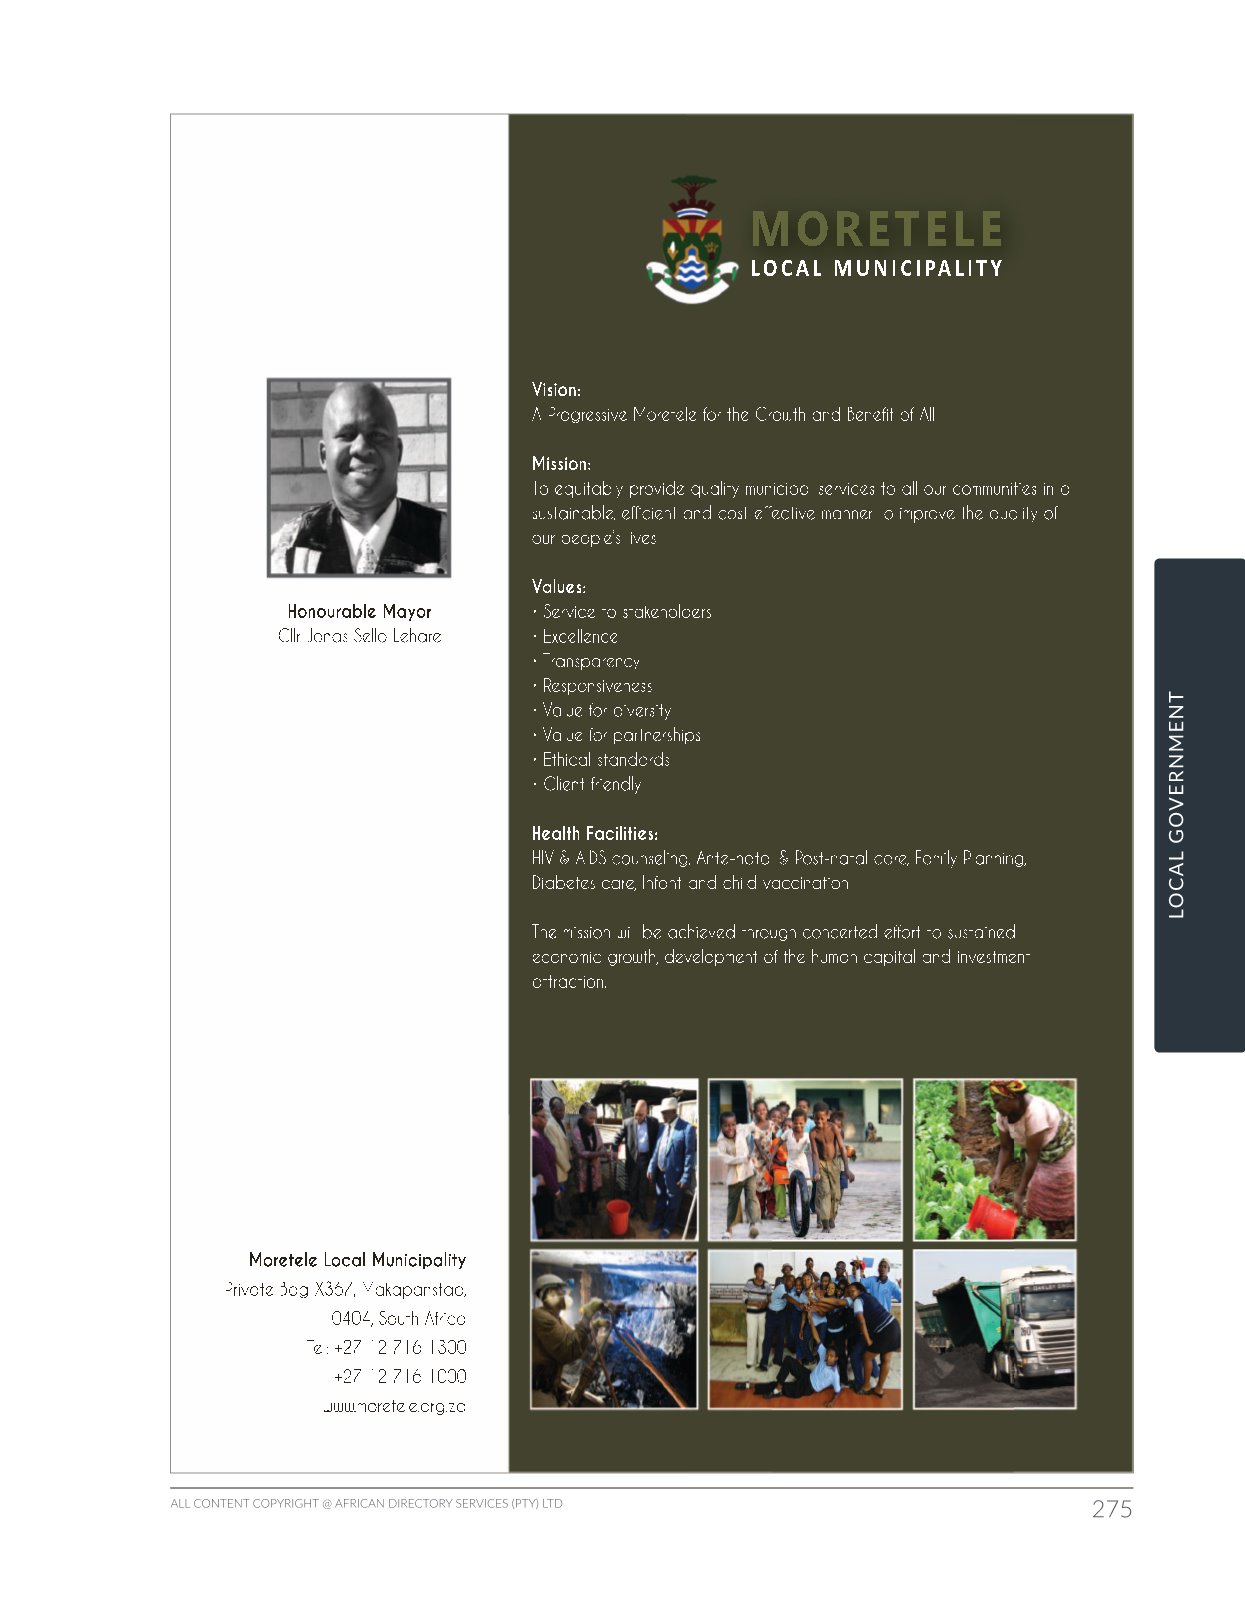 MORETELE
LOCAL MUNICIPALITY
Vision:
A Progressive Moretele for the Growth and Benefit of All
Mission:
To equitably provide quality municipal services to all our communities in a
sustainable, efficient and cost effective manner to improve the quality of
our people's lives
Values:
• Service to stakeholders
• Excellence
• Transparency
• Responsiveness
• Value for diversity
• Value for partnerships
• Ethical standards
• Client friendly
Health Facilities:
HIV & AIDS counseling, Ante-natal & Post-natal care, Family Planning,
Diabetes care, Infant and child vaccination
The mission will be achieved through concerted effort to sustained
economic growth, development of the human capital and investment
attraction.
Honourable Mayor
Cllr Jonas Sello Lehare
Moretele Local Municipality
Private Bag X367, Makapanstad,
0404, South Africa
Tel: +27 12 716 1300
+27 12 716 1000
www.moretele.org.za
LOCAL GOVERNMENT
ALL CONTENT COPYRIGHT @ AFRICAN DIRECTORY SERVICES (PTY) LTD
275